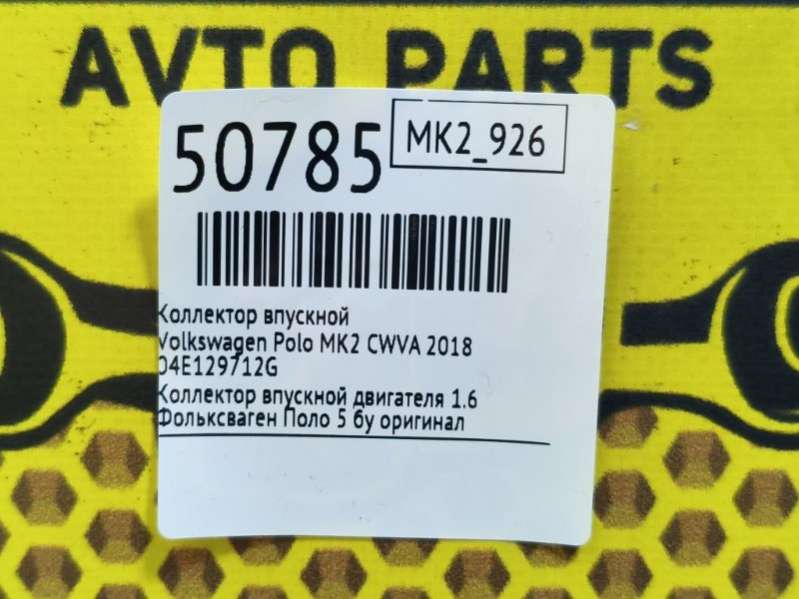 AVTO PARTS
50785
MK2_926
Коллектор впускной
Volkswagen Polo MK2 CWVA 2018
04E129712G
Коллектор впускной двигателя 1.6
Фольксваген Поло 5 бу оригинал